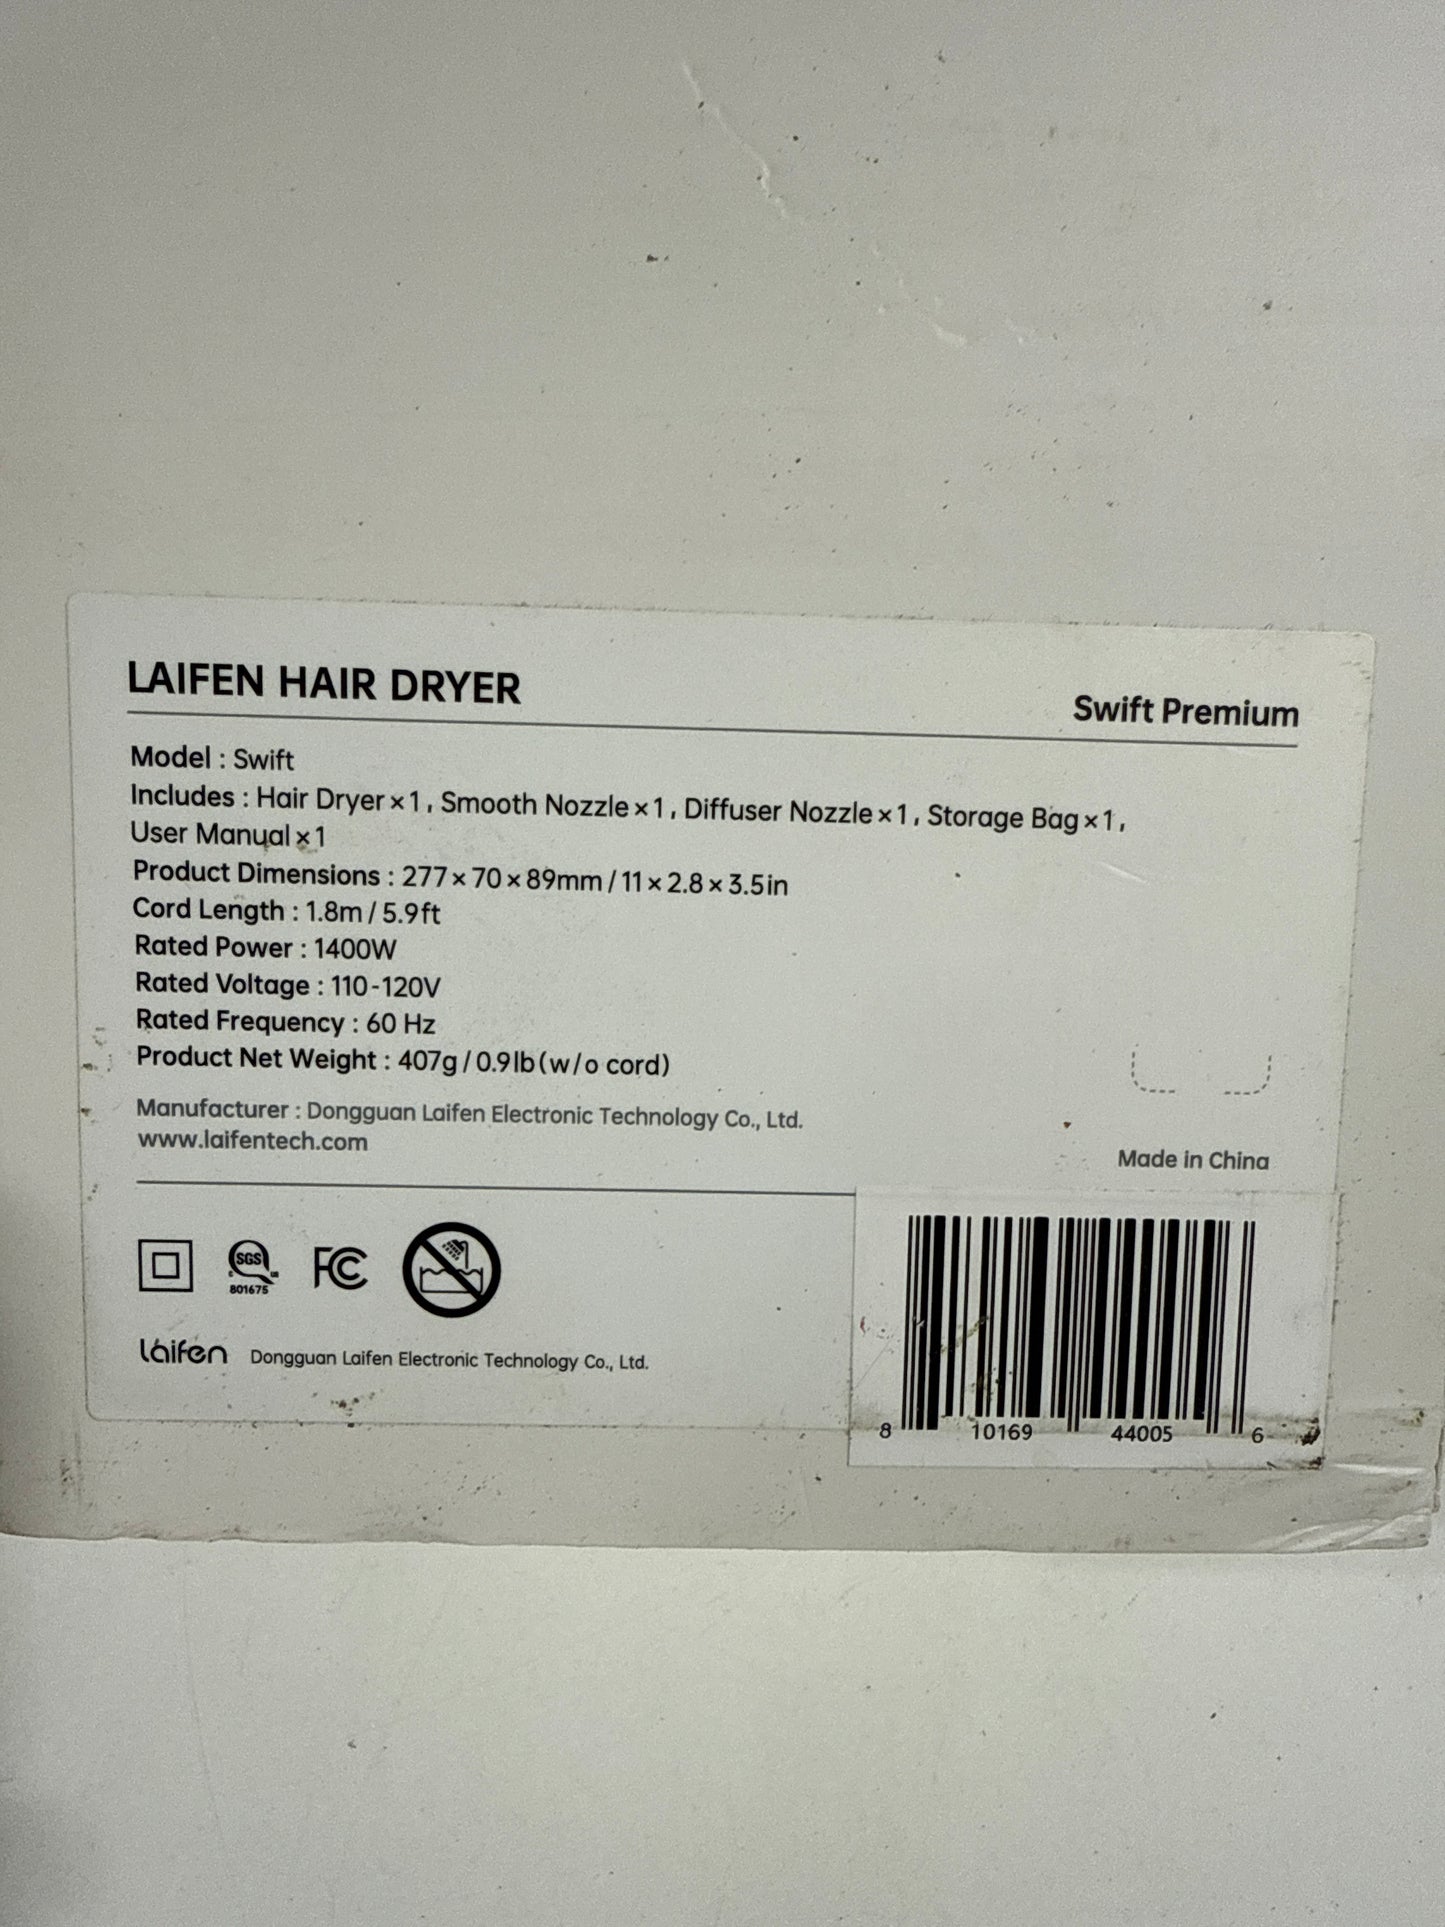 LAIFEN HAIR DRYER
Swift Premium
Model : Swift
Includes : Hair Dryer×1, Smooth Nozzle×1, Diffuser Nozzle×1, Storage Bag×1,
User Manual×1
Product Dimensions : 277×70×89mm/11×2.8×3.5in
Cord Length : 1.8m/5.9ft
Rated Power : 1400W
Rated Voltage : 110-120V
Rated Frequency : 60 Hz
Product Net Weight : 407g/0.9lb(w/o cord)
Manufacturer : Dongguan Laifen Electronic Technology Co., Ltd.
www.laifentech.com
Made in China
SGS
801675
FC
laifen Dongguan Laifen Electronic Technology Co., Ltd.
8 10169 44005 6